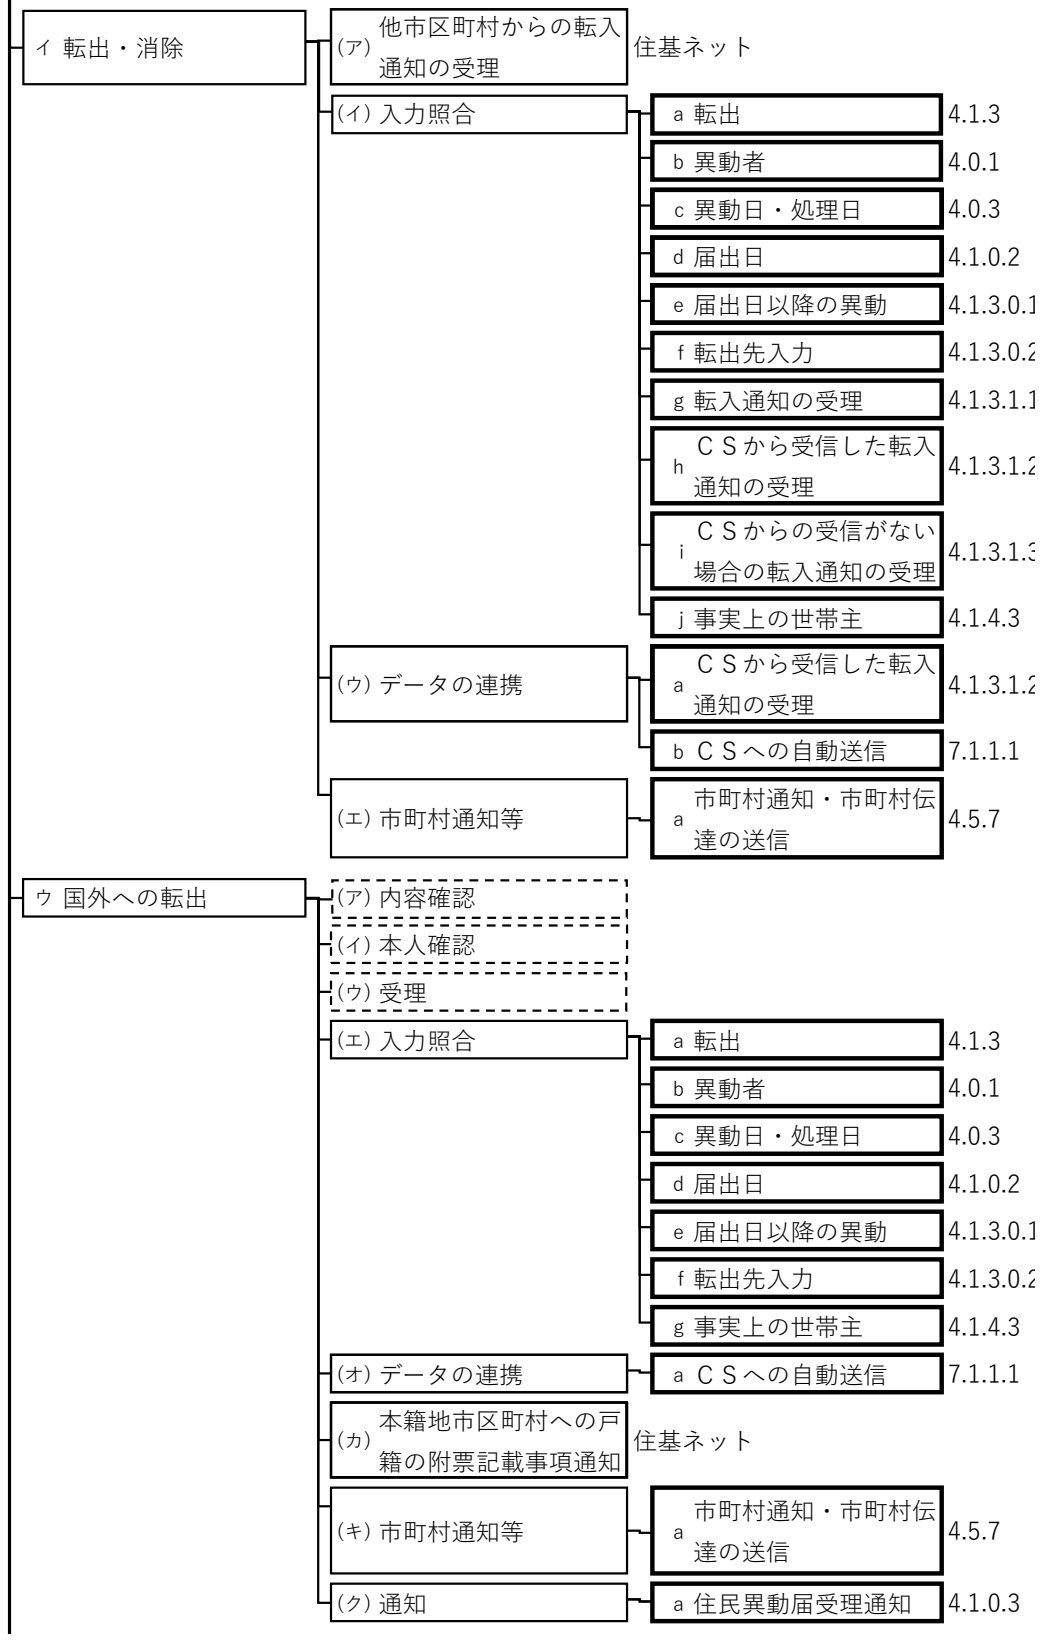 イ 転出・消除
(ア) 他市区町村からの転入
通知の受理
住基ネット
(イ) 入力照合
a 転出 4.1.3
b 異動者 4.0.1
c 異動日・処理日 4.0.3
d 届出日 4.1.0.2
e 届出日以降の異動 4.1.3.0.1
f 転出先入力 4.1.3.0.2
g 転入通知の受理 4.1.3.1.1
h ＣＳから受信した転入
通知の受理
4.1.3.1.2
i ＣＳからの受信がない
場合の転入通知の受理
4.1.3.1.3
j 事実上の世帯主 4.1.4.3
(ウ) データの連携
a ＣＳから受信した転入
通知の受理
4.1.3.1.2
b ＣＳへの自動送信 7.1.1.1
(エ) 市町村通知等
a 市町村通知・市町村伝
達の送信
4.5.7
ウ 国外への転出
(ア) 内容確認
(イ) 本人確認
(ウ) 受理
(エ) 入力照合
a 転出 4.1.3
b 異動者 4.0.1
c 異動日・処理日 4.0.3
d 届出日 4.1.0.2
e 届出日以降の異動 4.1.3.0.1
f 転出先入力 4.1.3.0.2
g 事実上の世帯主 4.1.4.3
(オ) データの連携
a ＣＳへの自動送信 7.1.1.1
(カ) 本籍地市区町村への戸
籍の附票記載事項通知
住基ネット
(キ) 市町村通知等
a 市町村通知・市町村伝
達の送信
4.5.7
(ク) 通知
a 住民異動届受理通知 4.1.0.3